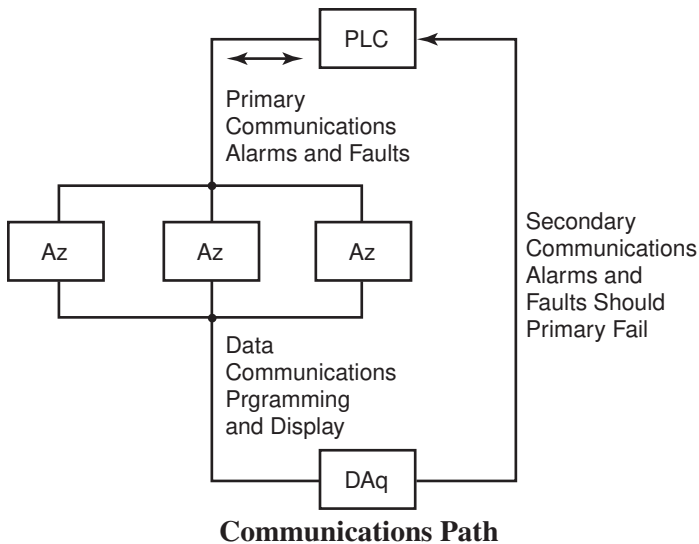 PLC
Primary
Communications
Alarms and Faults
Az
Az
Az
Secondary
Communications
Alarms and
Faults Should
Primary Fail
Data
Communications
Prgramming
and Display
DAq
Communications Path